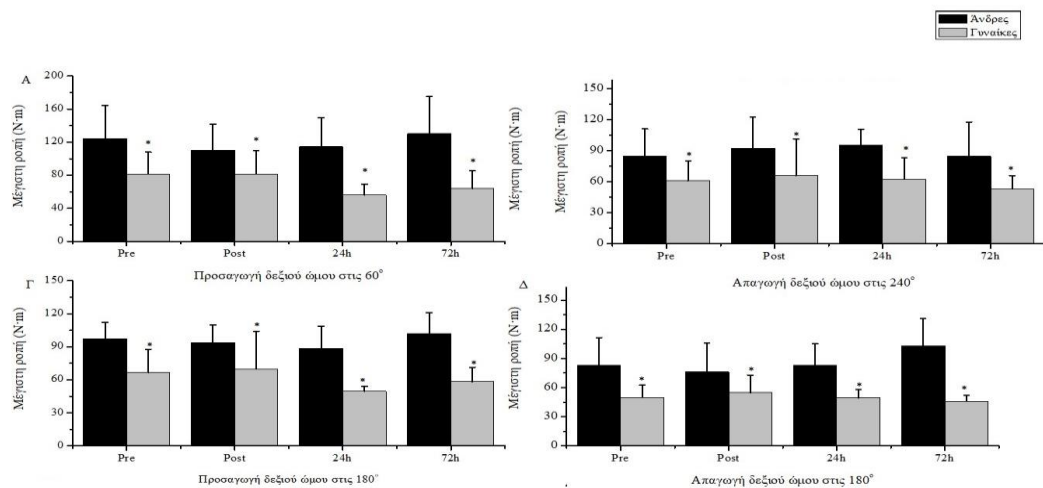 Άνδρες
Γυναίκες
Α
Μέγιστη ροπή (N·m)
200
160
120
80
40
0
Pre
Post
24h
72h
Προσαγωγή δεξιού ώμου στις 60°
Μέγιστη ροπή (N·m)
Μέγιστη ροπή (N·m)
150
120
90
60
30
0
Pre
Post
24h
72h
Απαγωγή δεξιού ώμου στις 240°
Γ
Μέγιστη ροπή (N·m)
150
120
90
60
30
0
Pre
Post
24h
72h
Προσαγωγή δεξιού ώμου στις 180°
Δ
Μέγιστη ροπή (N·m)
150
120
90
60
30
0
Pre
Post
24h
72h
Απαγωγή δεξιού ώμου στις 180°